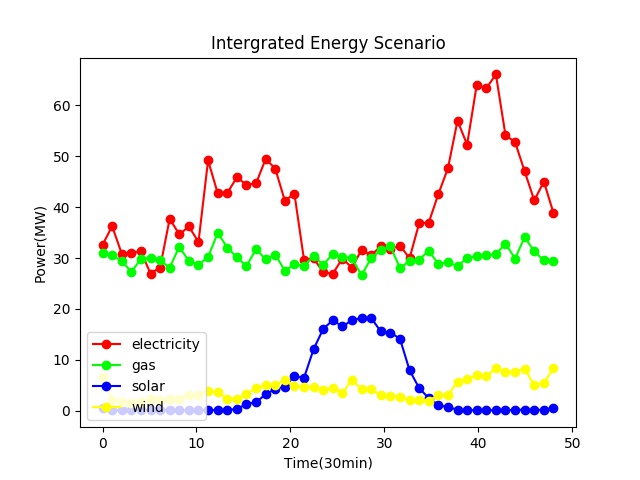 Intergrated Energy Scenario
Power(MW)
60
50
40
30
20
10
0
electricity
gas
solar
wind
0 10 20 30 40 50
Time(30min)